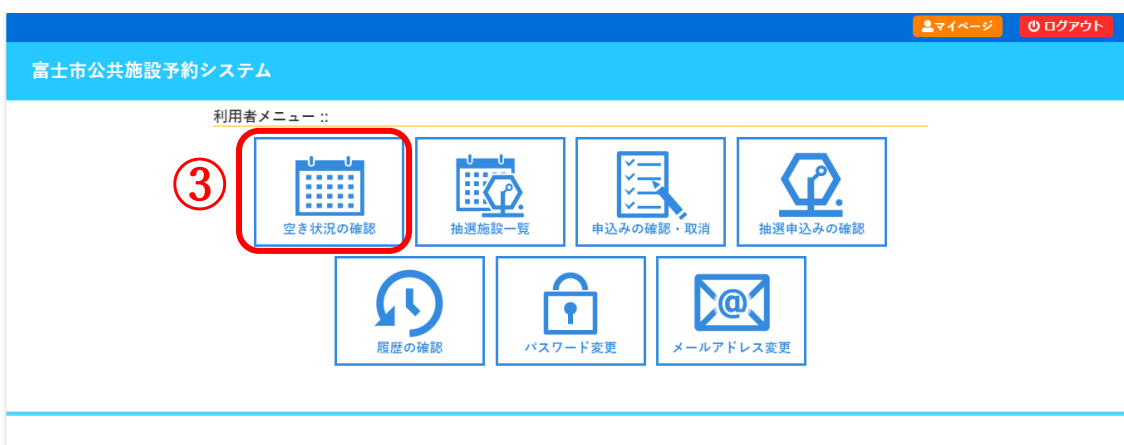 マイページ ログアウト
富士市公共施設予約システム
利用者メニュー ::
③
空き状況の確認 抽選施設一覧 申込みの確認・取消 抽選申込みの確認
@
履歴の確認 パスワード変更 メールアドレス変更